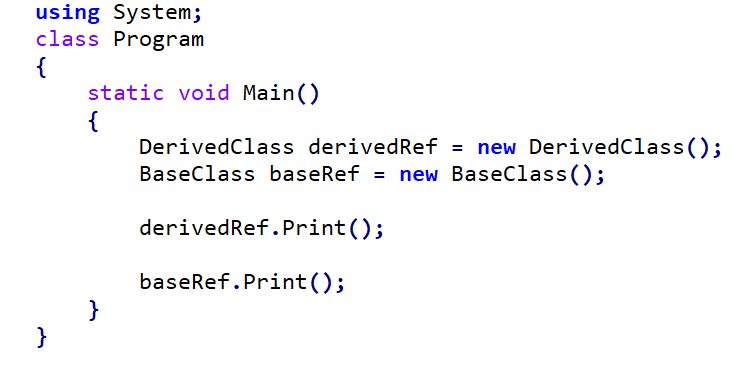 using System;
class Program
{
    static void Main()
    {
        DerivedClass derivedRef = new DerivedClass();
        BaseClass baseRef = new BaseClass();

        derivedRef.Print();

        baseRef.Print();
    }
}